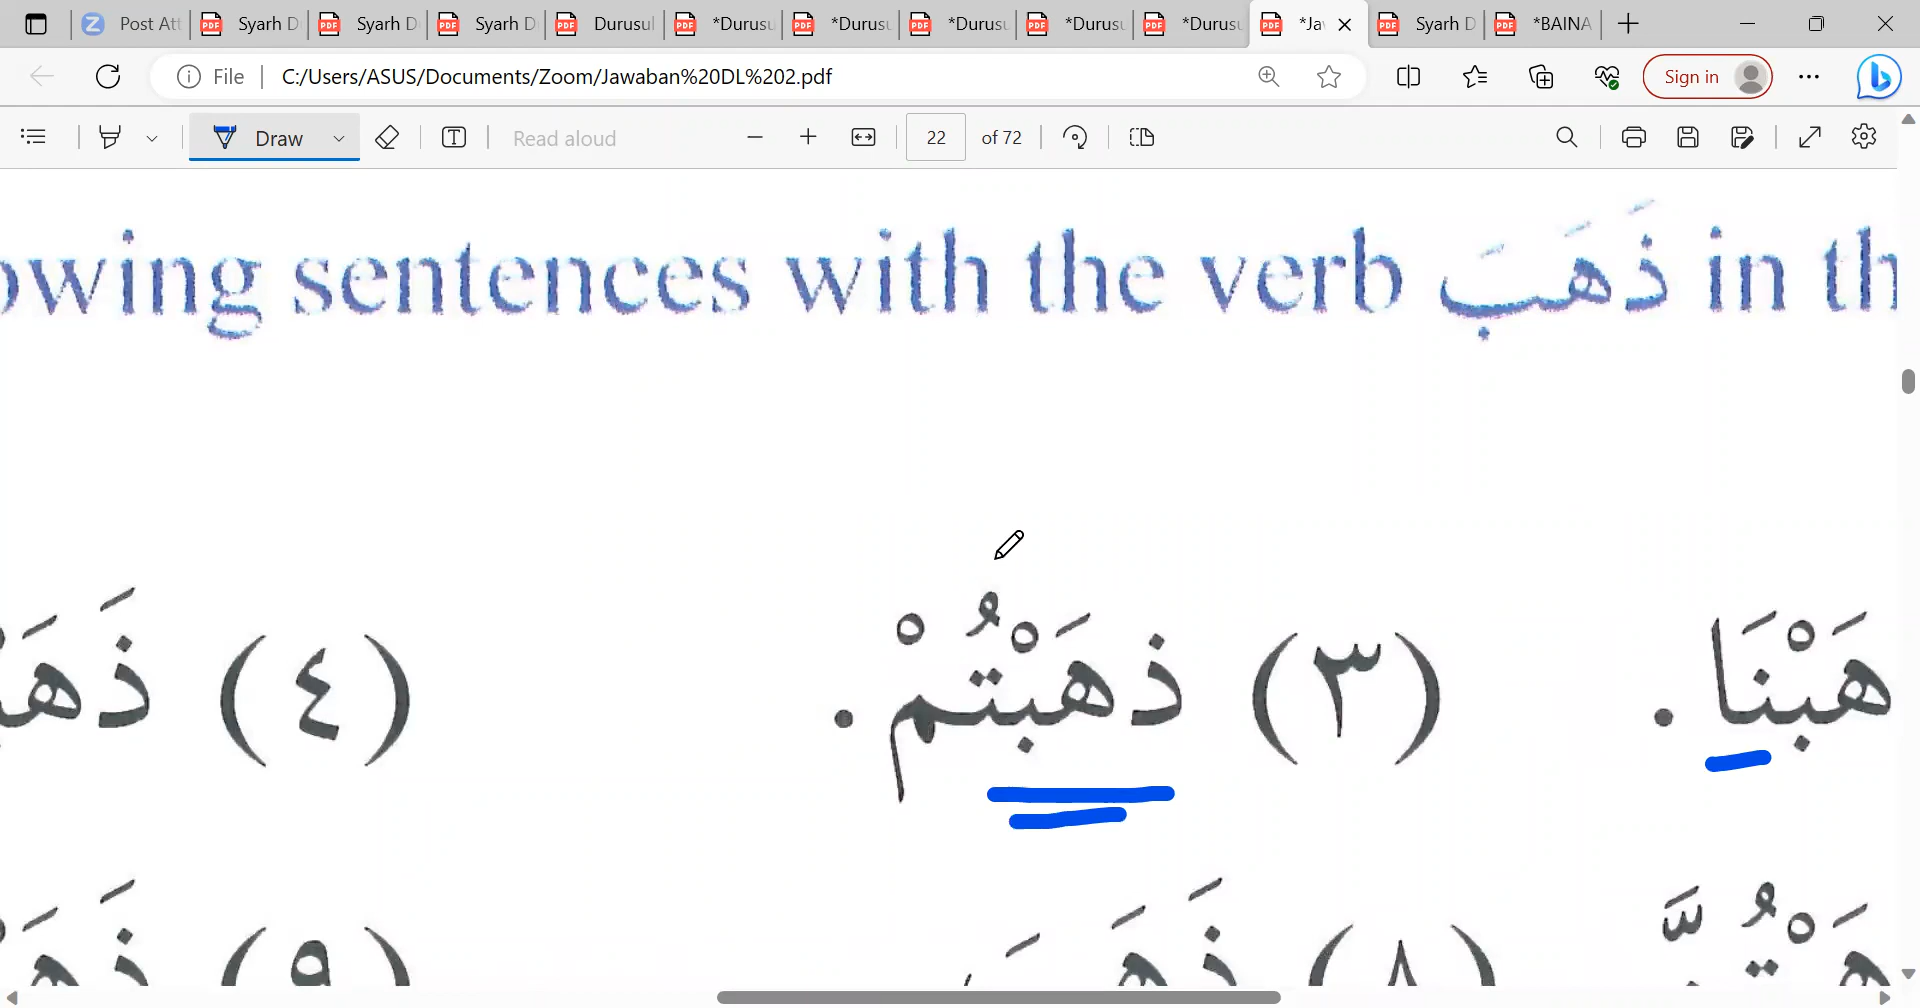 Post Att
Syarh D
Syarh D
Syarh D
Durusul
*Durusu
*Durusu
*Durusu
*Durusu
*Durusu
*Ja
Syarh D
*BAINA
File
C:/Users/ASUS/Documents/Zoom/Jawaban%20DL%202.pdf
Sign in
Draw
Read aloud
22 of 72
owing sentences with the verb ذَهَبَ in th
هَبْنَا .
(٣) ذهَبْتُمْ .
(٤) ذَهَ
(٨) ذَهَبَ
(٩) ذَهَ